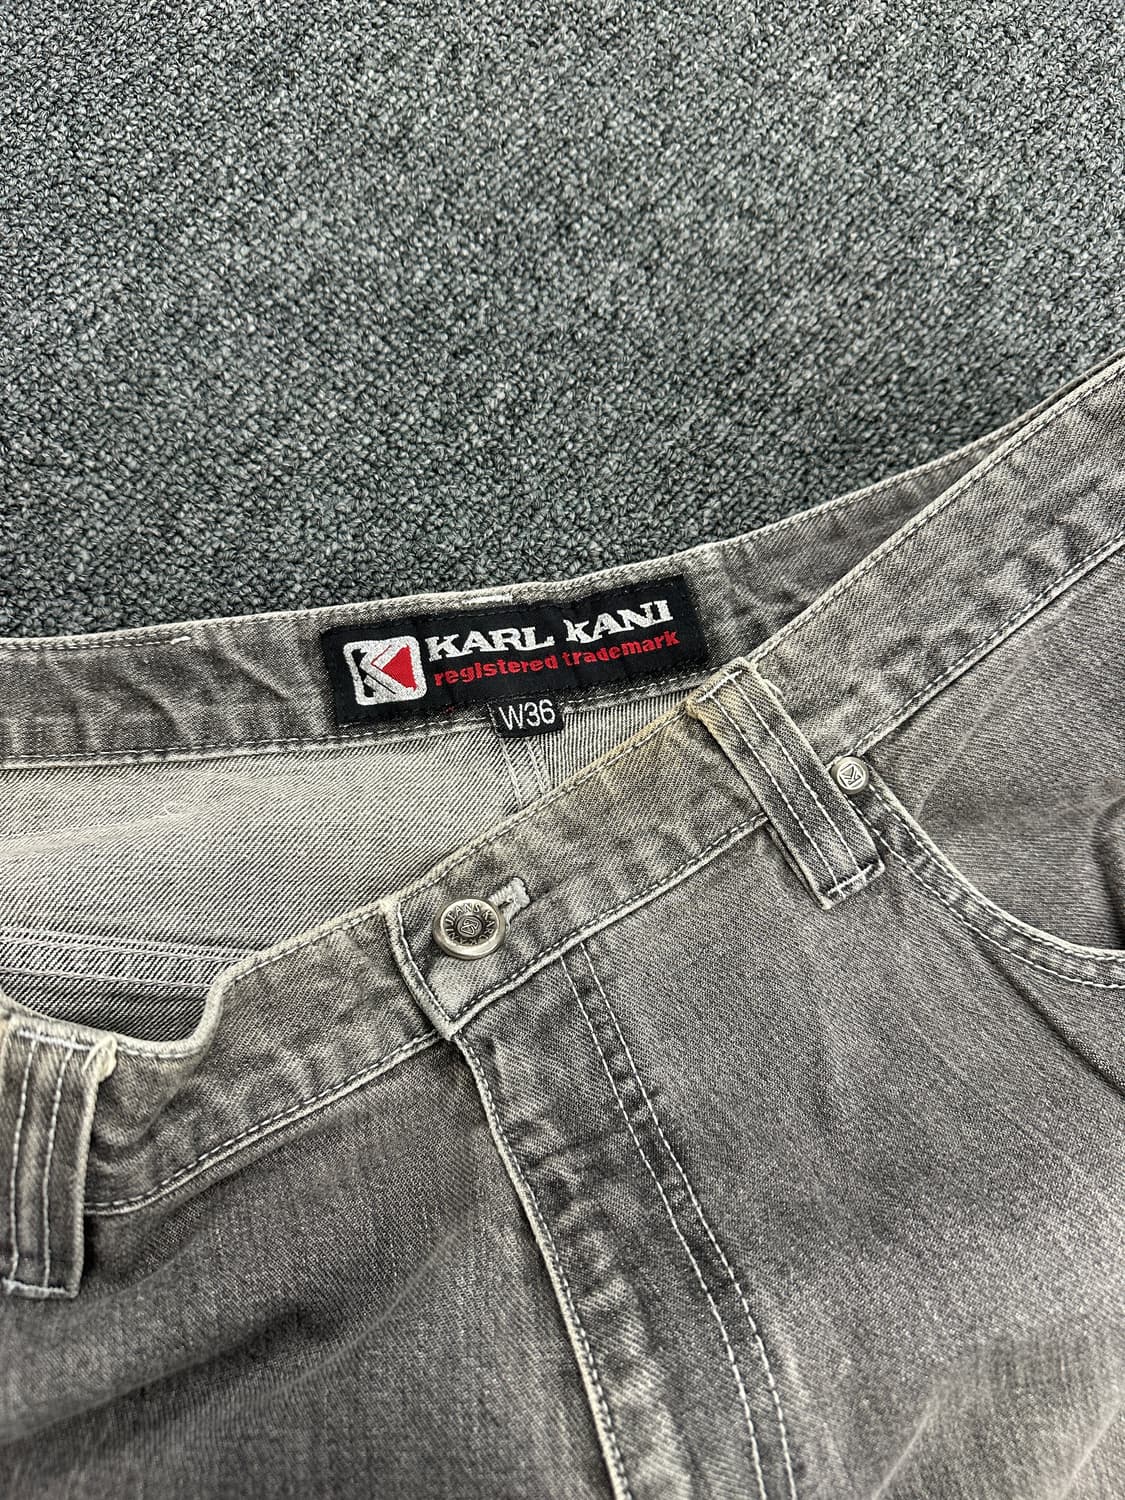 KARL KANI
registered trademark
W36